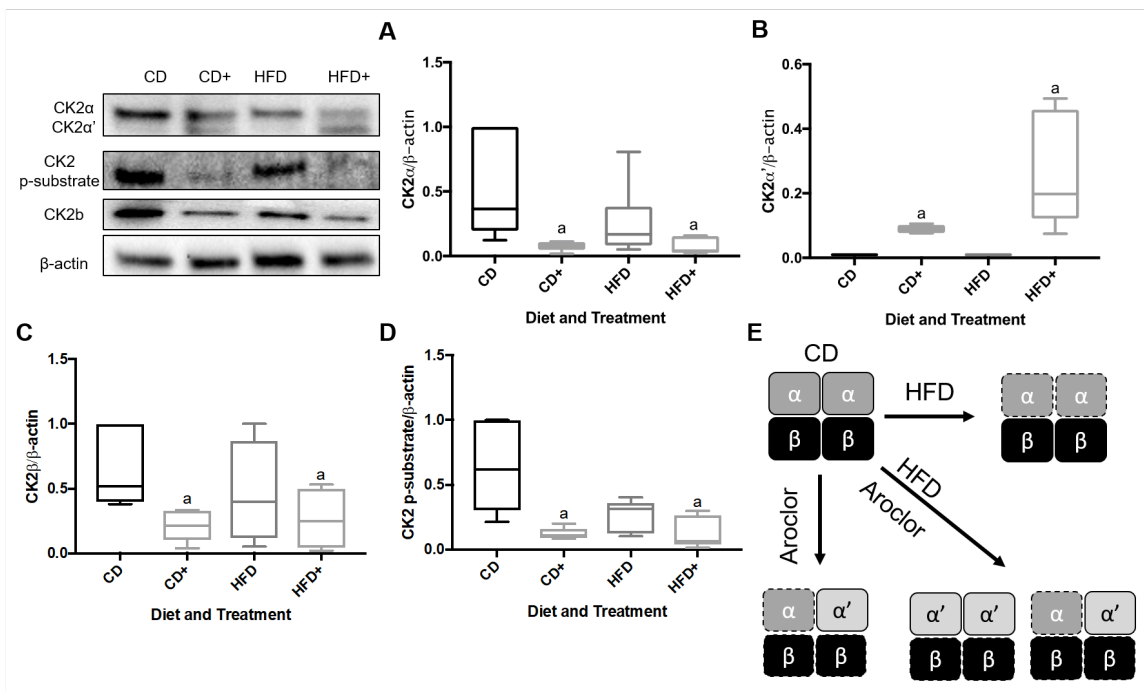 CD CD+ HFD HFD+
CK2α
CK2α’
CK2
p-substrate
CK2b
β-actin
A
CK2α/β-actin
1.5
1.0
0.5
0.0
CD CD+ HFD HFD+
a a
Diet and Treatment
B
CK2α’/β-actin
0.6
0.4
0.2
0.0
CD CD+ HFD HFD+
a a
Diet and Treatment
C
CK2β/β-actin
1.5
1.0
0.5
0.0
CD CD+ HFD HFD+
a a
Diet and Treatment
D
CK2 p-substrate/β-actin
1.5
1.0
0.5
0.0
CD CD+ HFD HFD+
a a
Diet and Treatment
E
CD
α α
β β
HFD
α α
β β
Aroclor
HFD
Aroclor
α α’
β β
α’ α’
β β
α α’
β β